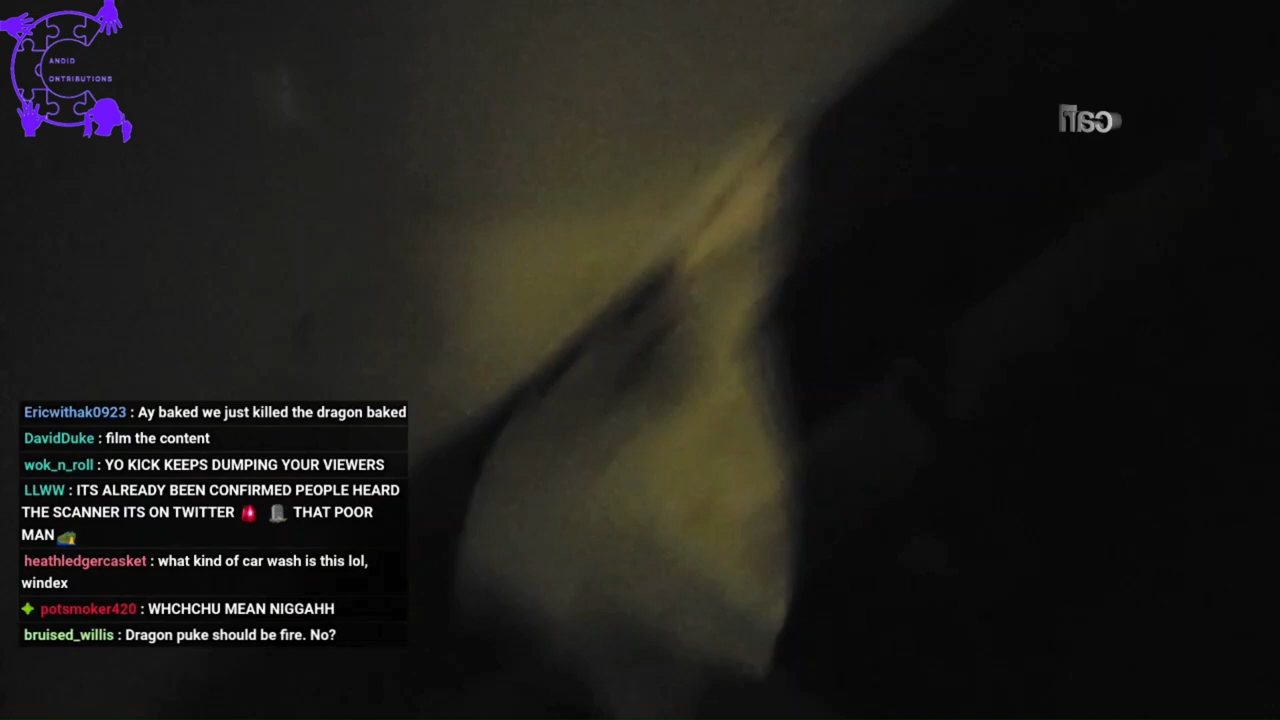 ANDID
ONTRIBUTIONS
Ericwithak0923 : Ay baked we just killed the dragon baked
DavidDuke : film the content
wok_n_roll : YO KICK KEEPS DUMPING YOUR VIEWERS
LLWW : ITS ALREADY BEEN CONFIRMED PEOPLE HEARD
THE SCANNER ITS ON TWITTER 🚨 🎩 THAT POOR
MAN
heathledgercasket : what kind of car wash is this lol,
windex
potsmoker420 : WHCHCHU MEAN NIGGAHH
bruised_willis : Dragon puke should be fire. No?